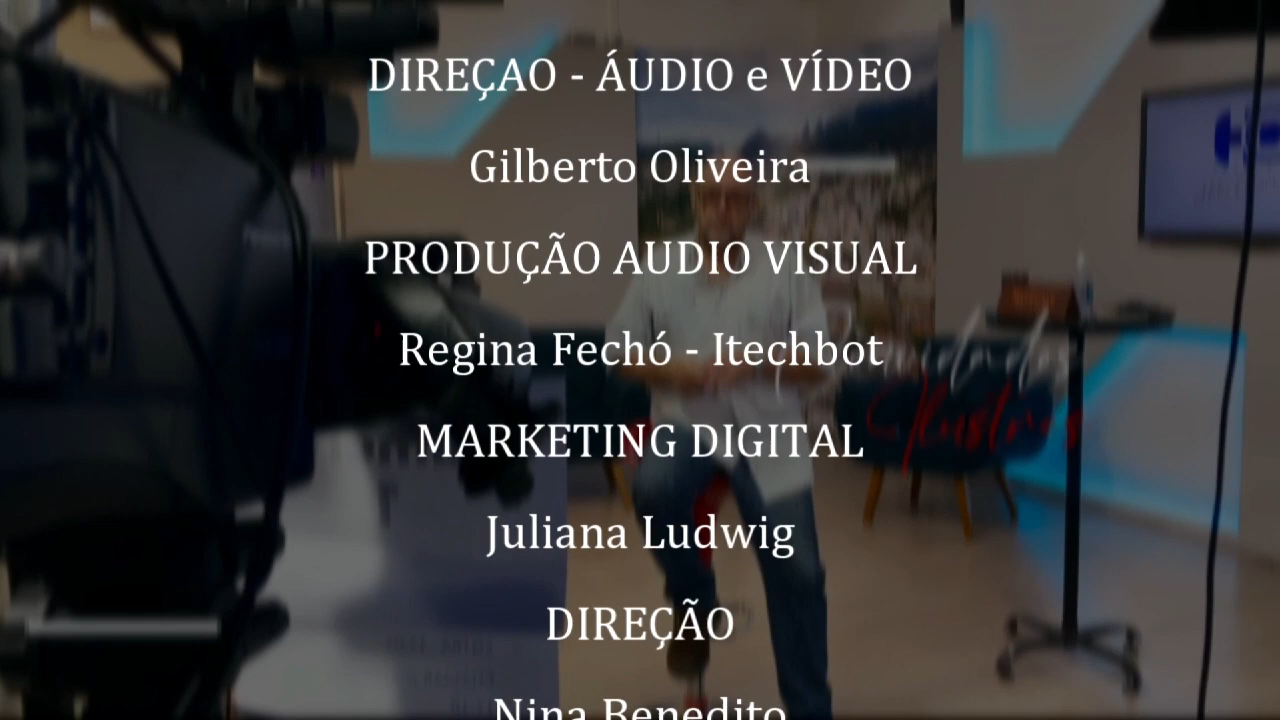 DIREÇAO - ÁUDIO e VÍDEO
Gilberto Oliveira
PRODUÇÃO AUDIO VISUAL
Regina Fechó - Itechbot
MARKETING DIGITAL
Juliana Ludwig
DIREÇÃO
Nina Benedito